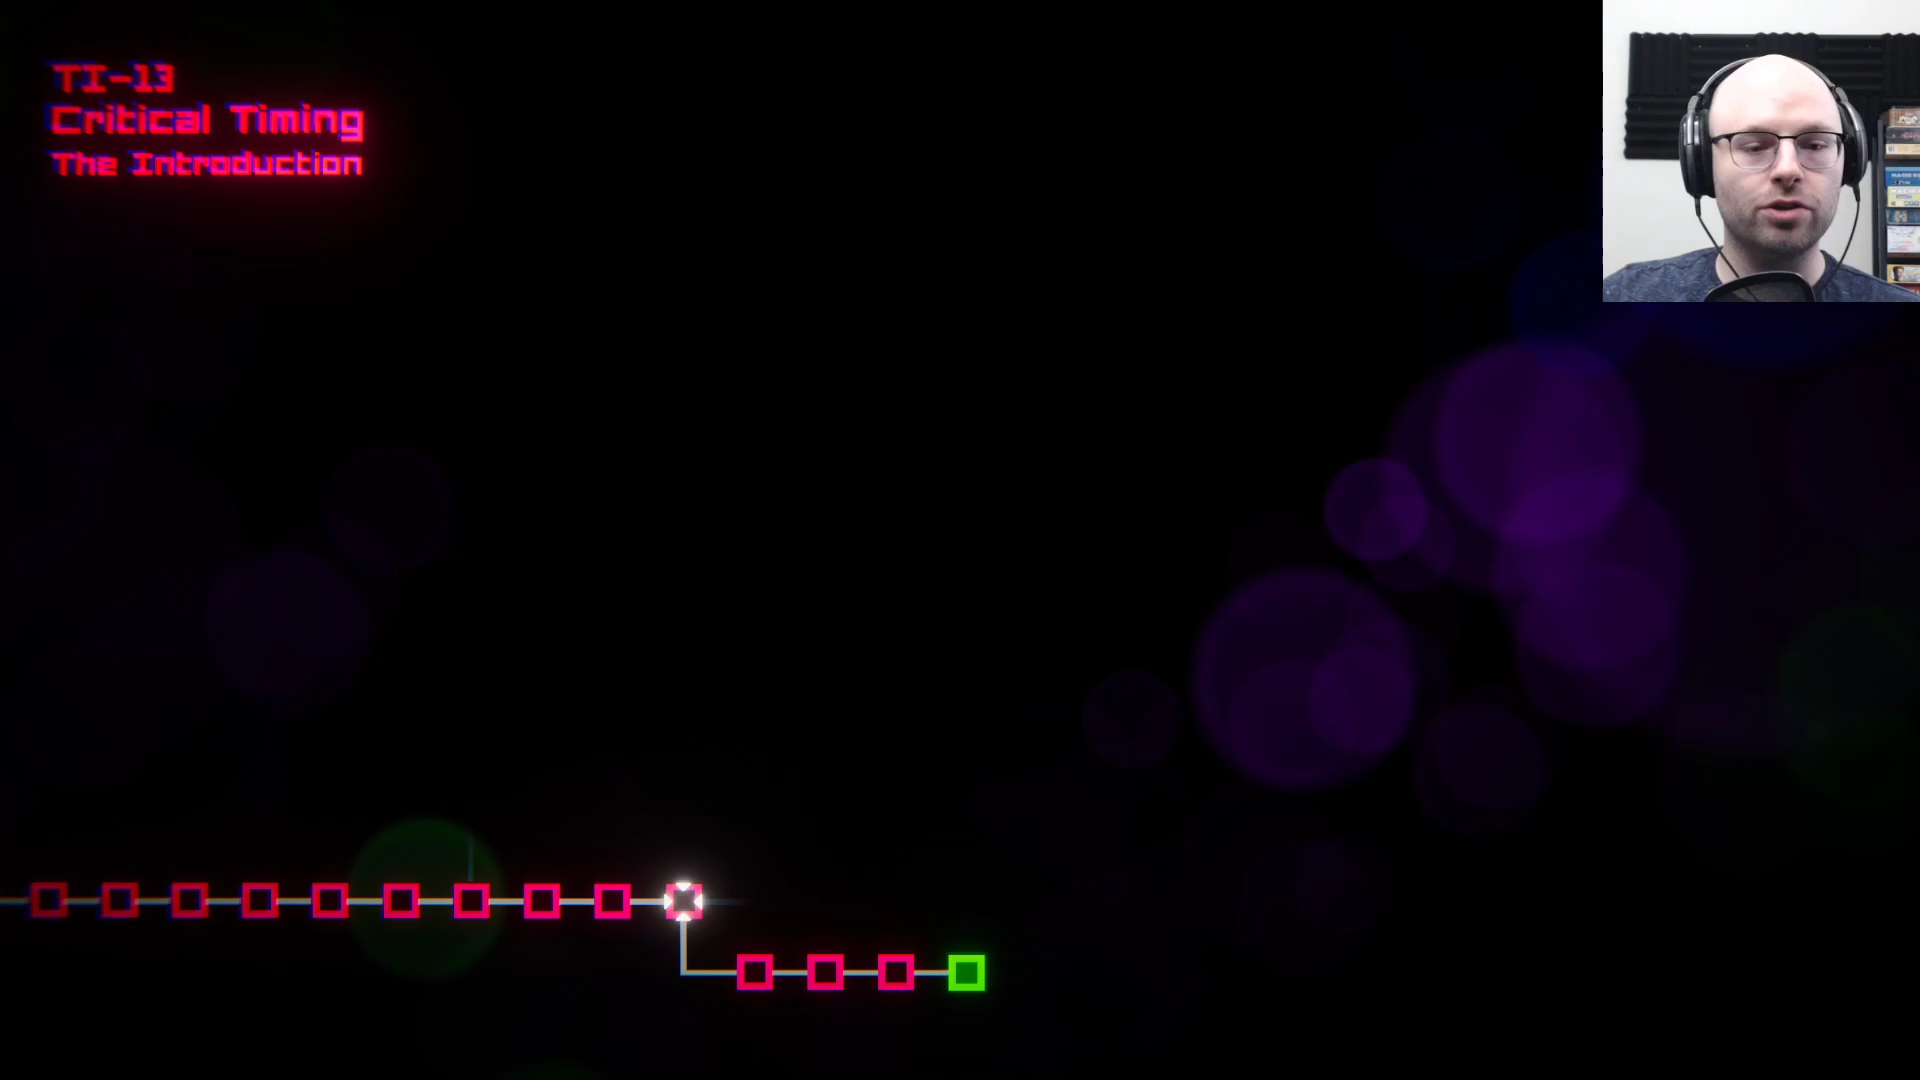 TI-13
Critical Timing
The Introduction